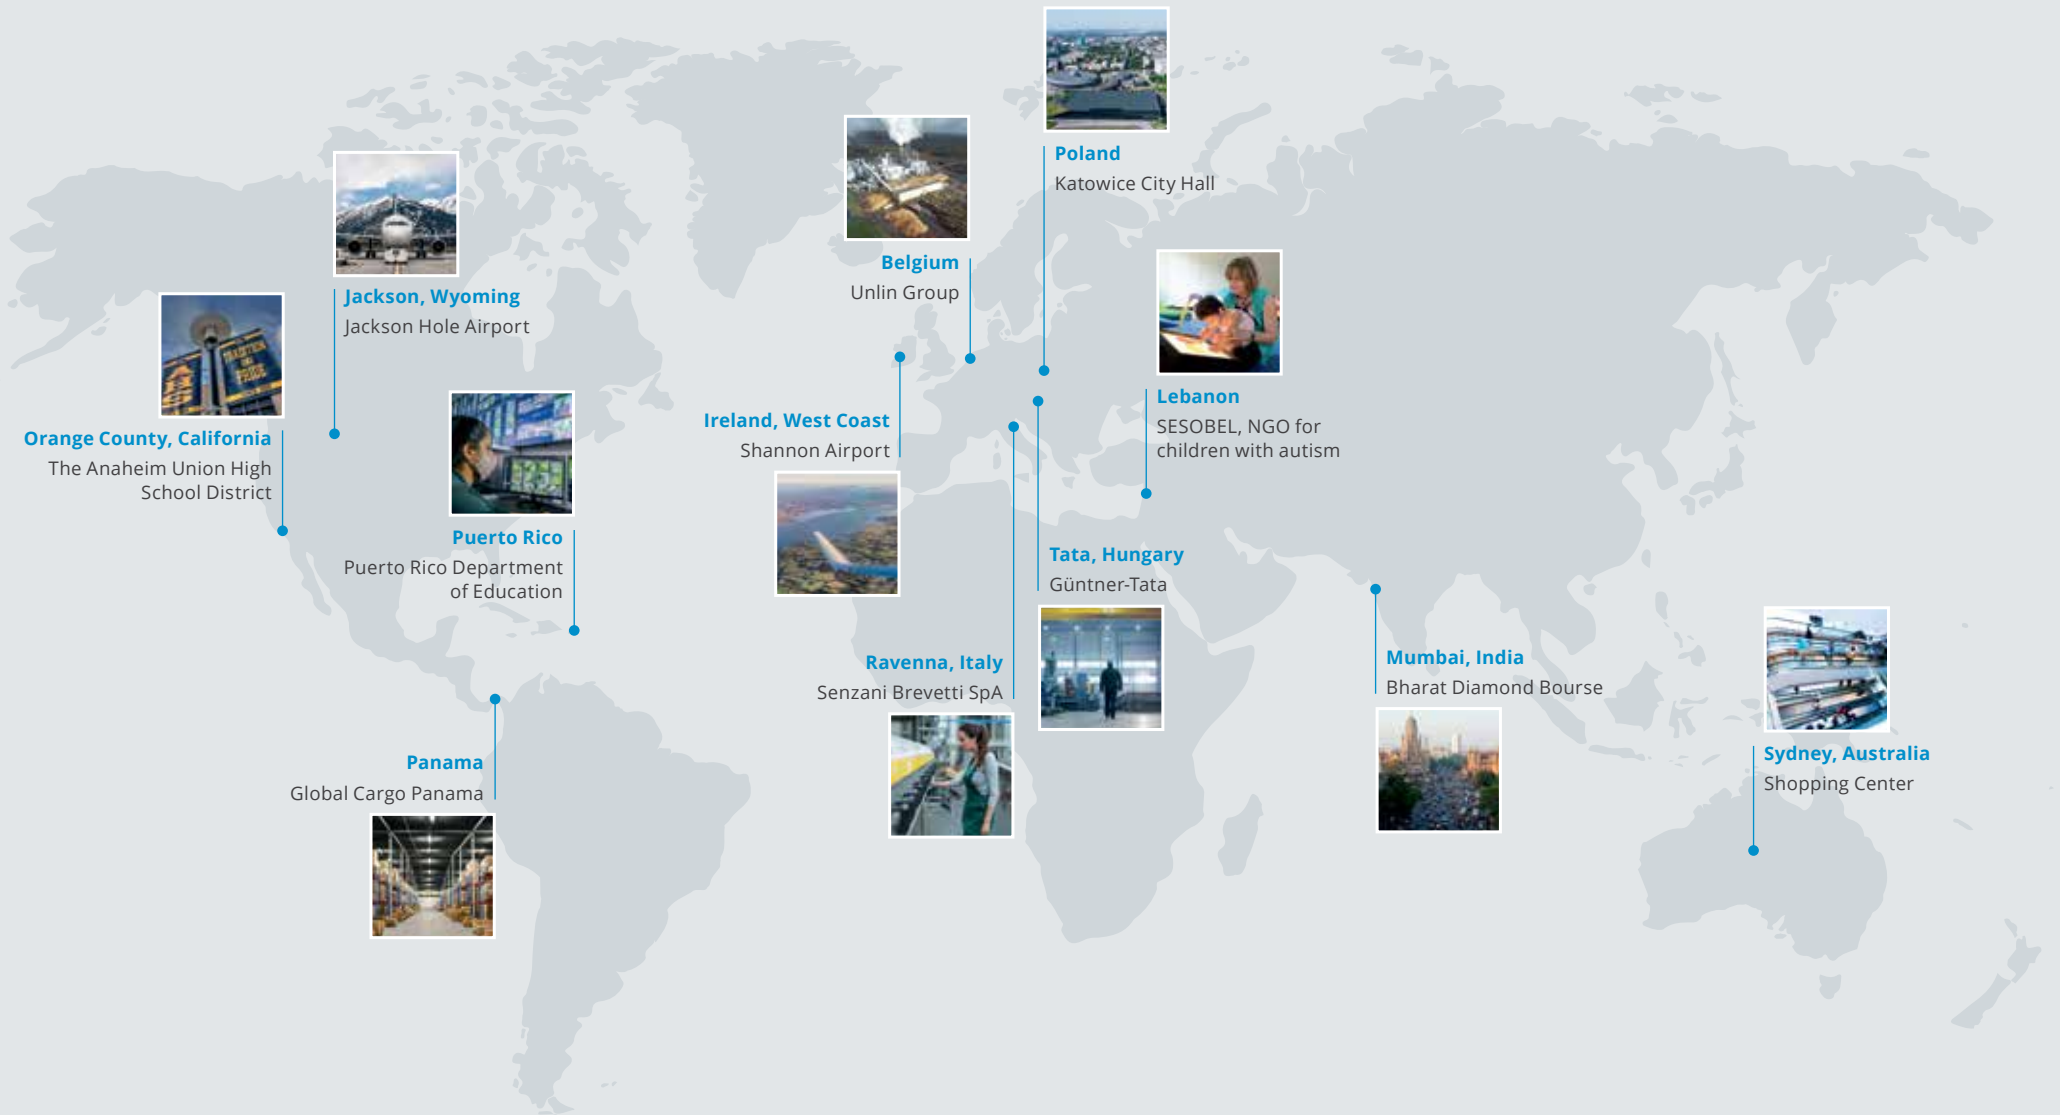 Poland
Katowice City Hall
Belgium
Unlin Group
Jackson, Wyoming
Jackson Hole Airport
TRADITION
AND
PRIDE
Orange County, California
The Anaheim Union High
School District
Puerto Rico
Puerto Rico Department
of Education
Ireland, West Coast
Shannon Airport
Lebanon
SESOBEL, NGO for
children with autism
Tata, Hungary
Güntner-Tata
Ravenna, Italy
Senzani Brevetti SpA
Mumbai, India
Bharat Diamond Bourse
Panama
Global Cargo Panama
Sydney, Australia
Shopping Center